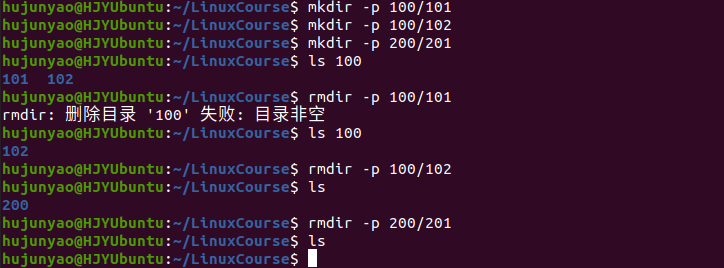 hujunyao@HJYUbuntu:~/LinuxCourse$ mkdir -p 100/101
hujunyao@HJYUbuntu:~/LinuxCourse$ mkdir -p 100/102
hujunyao@HJYUbuntu:~/LinuxCourse$ mkdir -p 200/201
hujunyao@HJYUbuntu:~/LinuxCourse$ ls 100
101  102
hujunyao@HJYUbuntu:~/LinuxCourse$ rmdir -p 100/101
rmdir: 删除目录 '100' 失败: 目录非空
hujunyao@HJYUbuntu:~/LinuxCourse$ ls 100
102
hujunyao@HJYUbuntu:~/LinuxCourse$ rmdir -p 100/102
hujunyao@HJYUbuntu:~/LinuxCourse$ ls
200
hujunyao@HJYUbuntu:~/LinuxCourse$ rmdir -p 200/201
hujunyao@HJYUbuntu:~/LinuxCourse$ ls
hujunyao@HJYUbuntu:~/LinuxCourse$